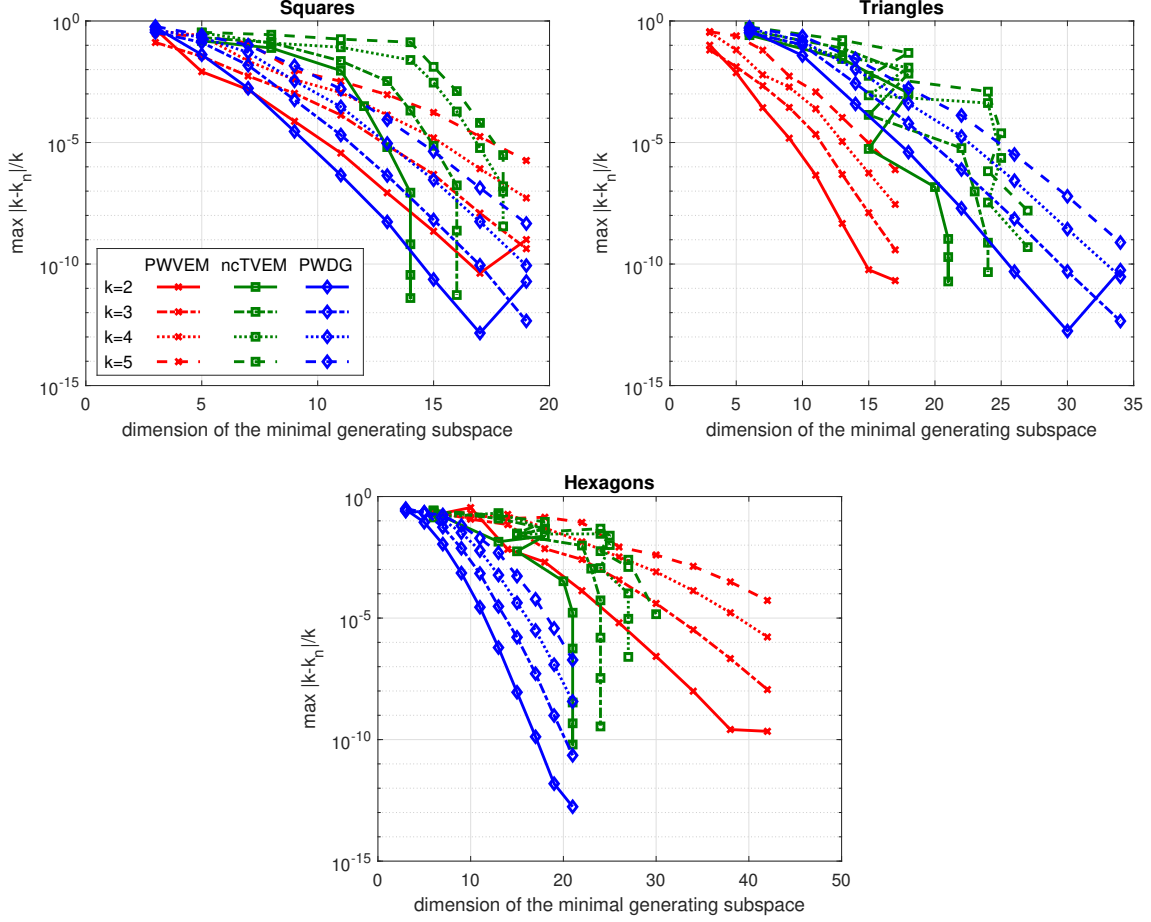 Squares
max |k-k_n|/k
10^0
10^-5
10^-10
10^-15
0 5 10 15 20
dimension of the minimal generating subspace
PWVEM ncTVEM PWDG
k=2
k=3
k=4
k=5
Triangles
max |k-k_n|/k
10^0
10^-5
10^-10
10^-15
0 5 10 15 20 25 30 35
dimension of the minimal generating subspace
Hexagons
max |k-k_n|/k
10^0
10^-5
10^-10
10^-15
0 10 20 30 40 50
dimension of the minimal generating subspace